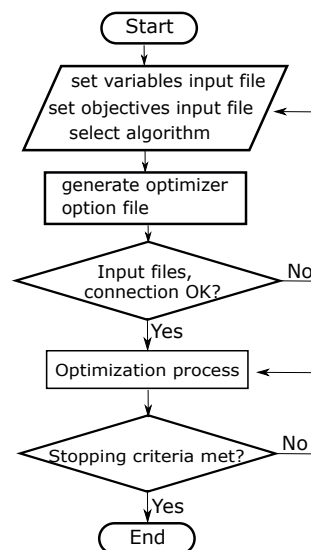 Start
set variables input file
set objectives input file
select algorithm
generate optimizer
option file
Input files,
connection OK?
No
Yes
Optimization process
Stopping criteria met?
No
Yes
End